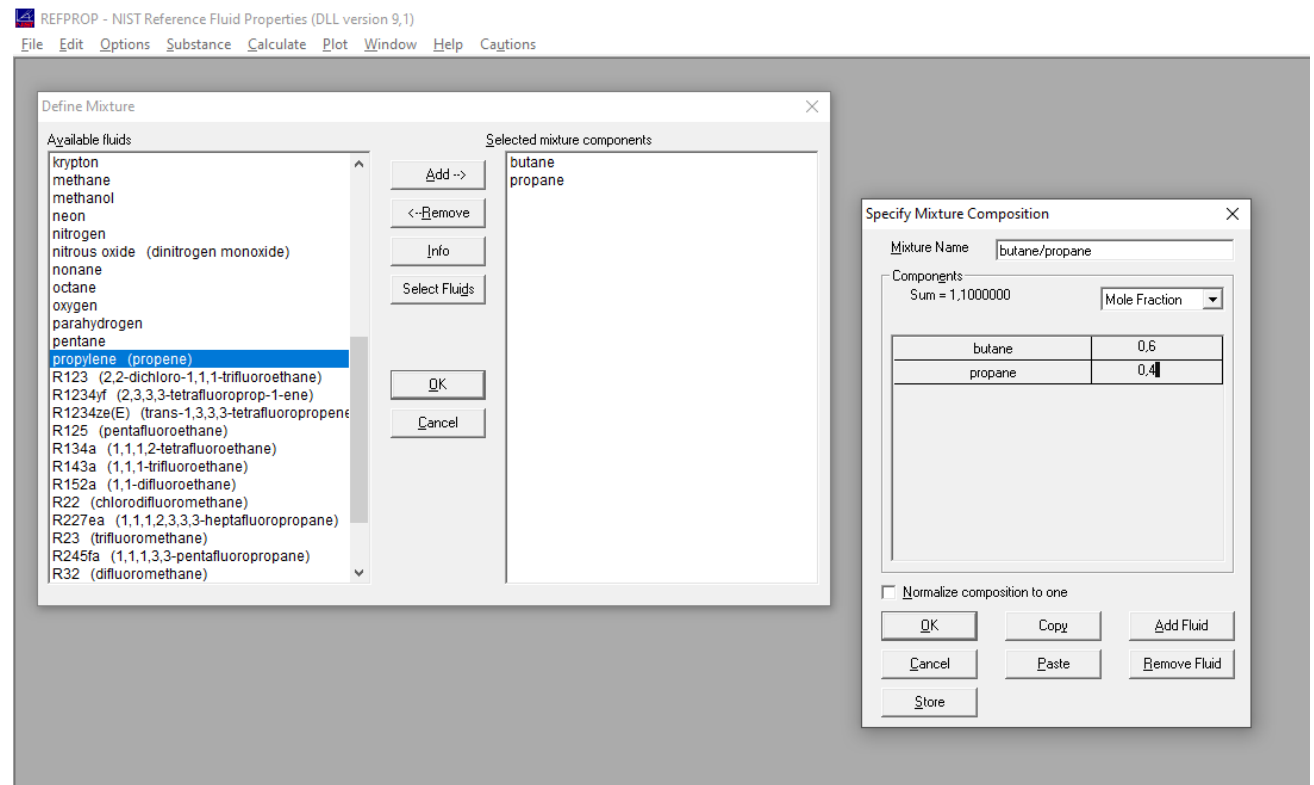 REFPROP - NIST Reference Fluid Properties (DLL version 9,1)
File Edit Options Substance Calculate Plot Window Help Cautions
Define Mixture
Available fluids
krypton
methane
methanol
neon
nitrogen
nitrous oxide (dinitrogen monoxide)
nonane
octane
oxygen
parahydrogen
pentane
propylene (propene)
R123 (2,2-dichloro-1,1,1-trifluoroethane)
R1234yf (2,3,3,3-tetrafluoroprop-1-ene)
R1234ze(E) (trans-1,3,3,3-tetrafluoropropene
R125 (pentafluoroethane)
R134a (1,1,1,2-tetrafluoroethane)
R143a (1,1,1-trifluoroethane)
R152a (1,1-difluoroethane)
R22 (chlorodifluoromethane)
R227ea (1,1,1,2,3,3,3-heptafluoropropane)
R23 (trifluoromethane)
R245fa (1,1,1,3,3-pentafluoropropane)
R32 (difluoromethane)
Add -->
<--Remove
Info
Select Fluids
OK
Cancel
Selected mixture components
butane
propane
Specify Mixture Composition
Mixture Name butane/propane
Components
Sum = 1,1000000 Mole Fraction
butane 0,6
propane 0,4
Normalize composition to one
OK Copy Add Fluid
Cancel Paste Remove Fluid
Store